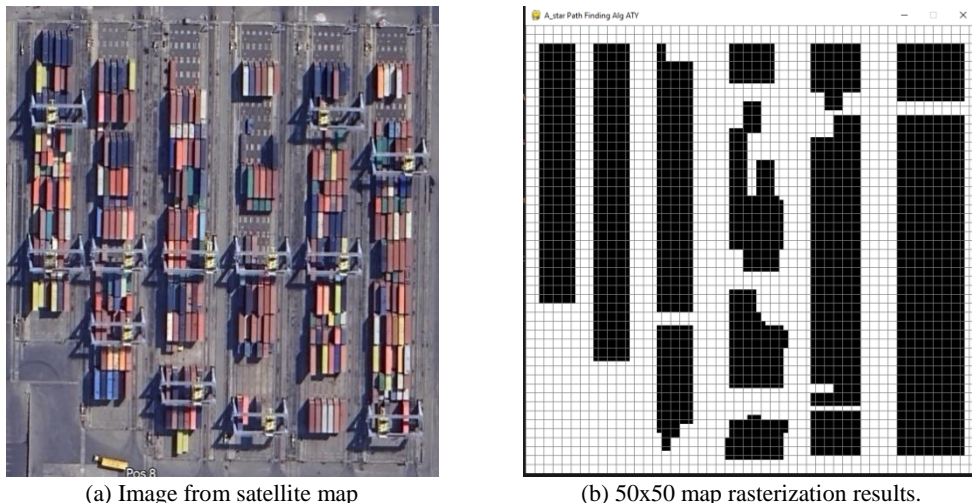 A_star Path Finding Alg ATY
Pos 8
(a) Image from satellite map
(b) 50x50 map rasterization results.